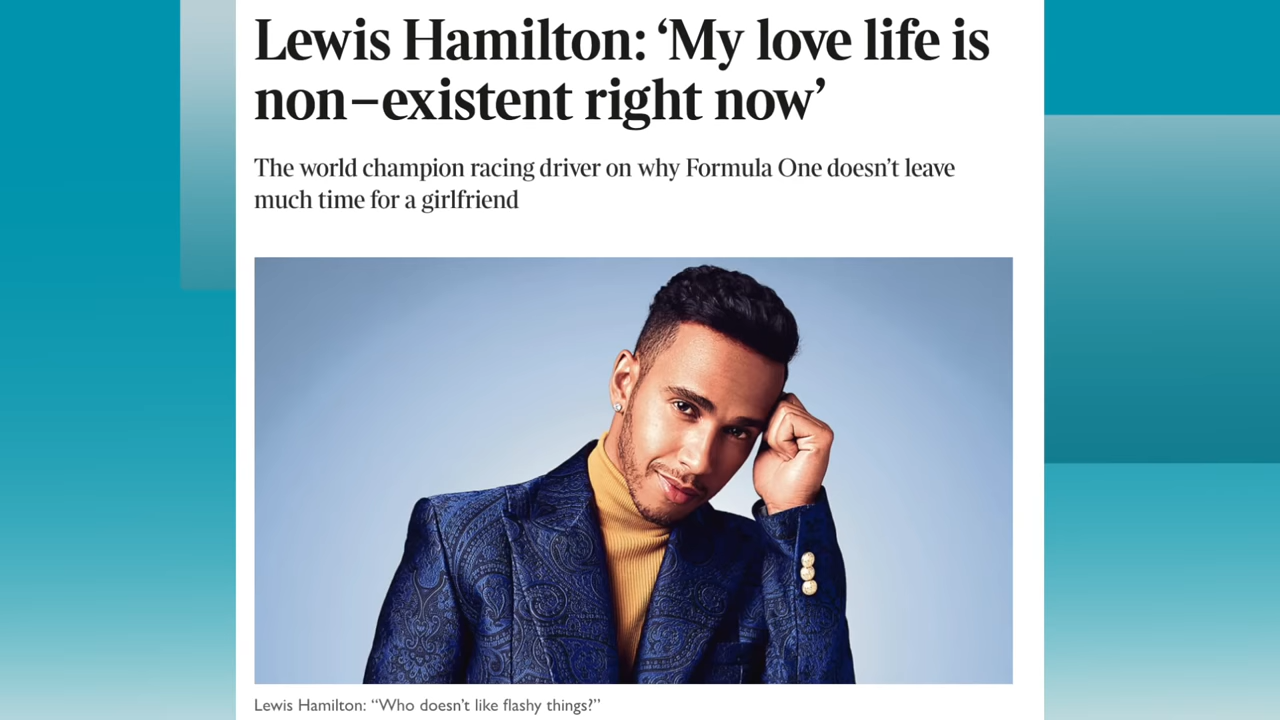 Lewis Hamilton: ‘My love life is
non–existent right now’
The world champion racing driver on why Formula One doesn’t leave
much time for a girlfriend
Lewis Hamilton: “Who doesn’t like flashy things?”